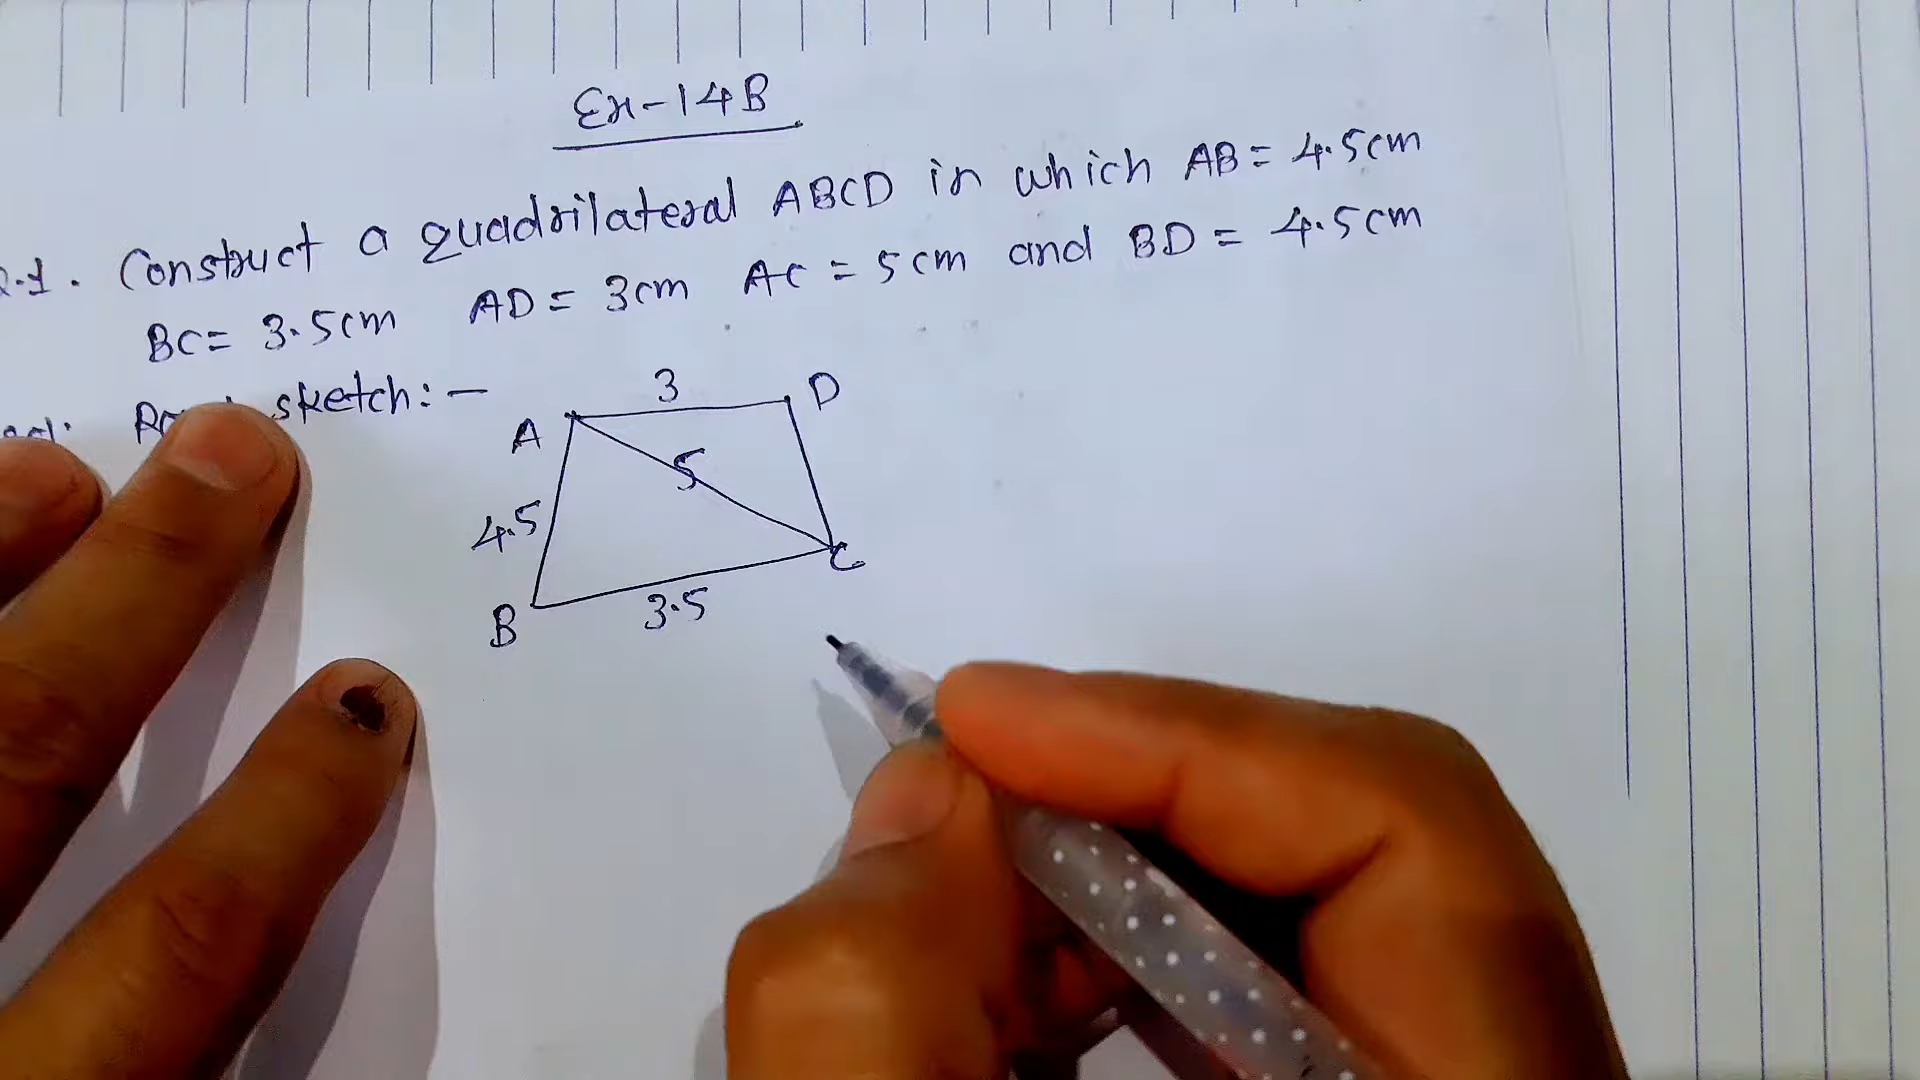 Ex-14B
Q.1. Construct a quadrilateral ABCD in which AB = 4.5cm
BC = 3.5cm AD = 3cm AC = 5cm and BD = 4.5cm
sketch:-
3
D
A
5
4.5
C
3.5
B